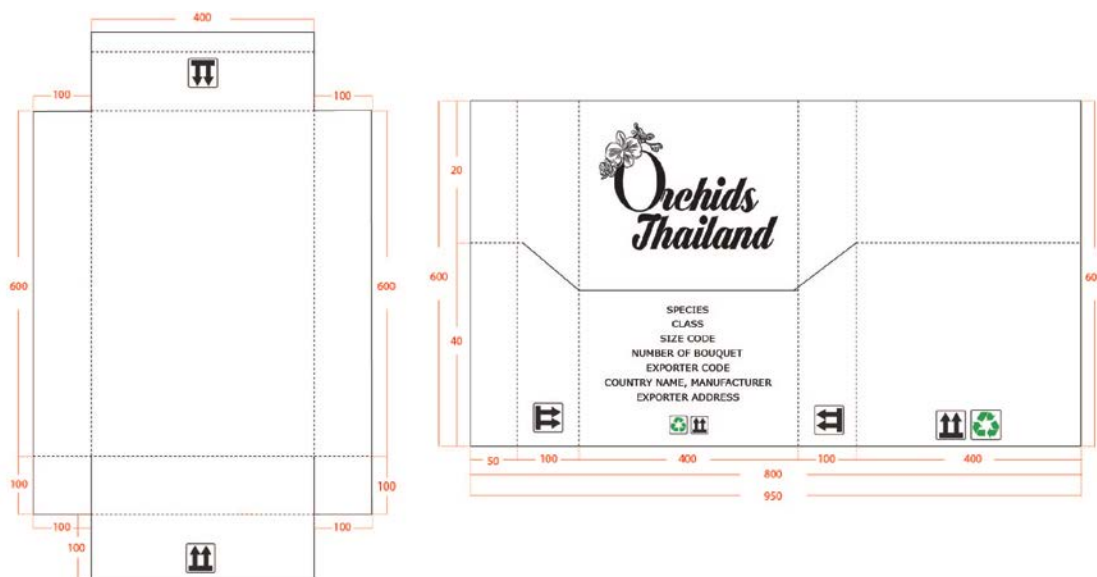 400
100
100
600
600
100
100
100
100
100
20
600
40
60
Orchids
Thailand
SPECIES
CLASS
SIZE CODE
NUMBER OF BOUQUET
EXPORTER CODE
COUNTRY NAME, MANUFACTURER
EXPORTER ADDRESS
50
100
400
100
400
800
950